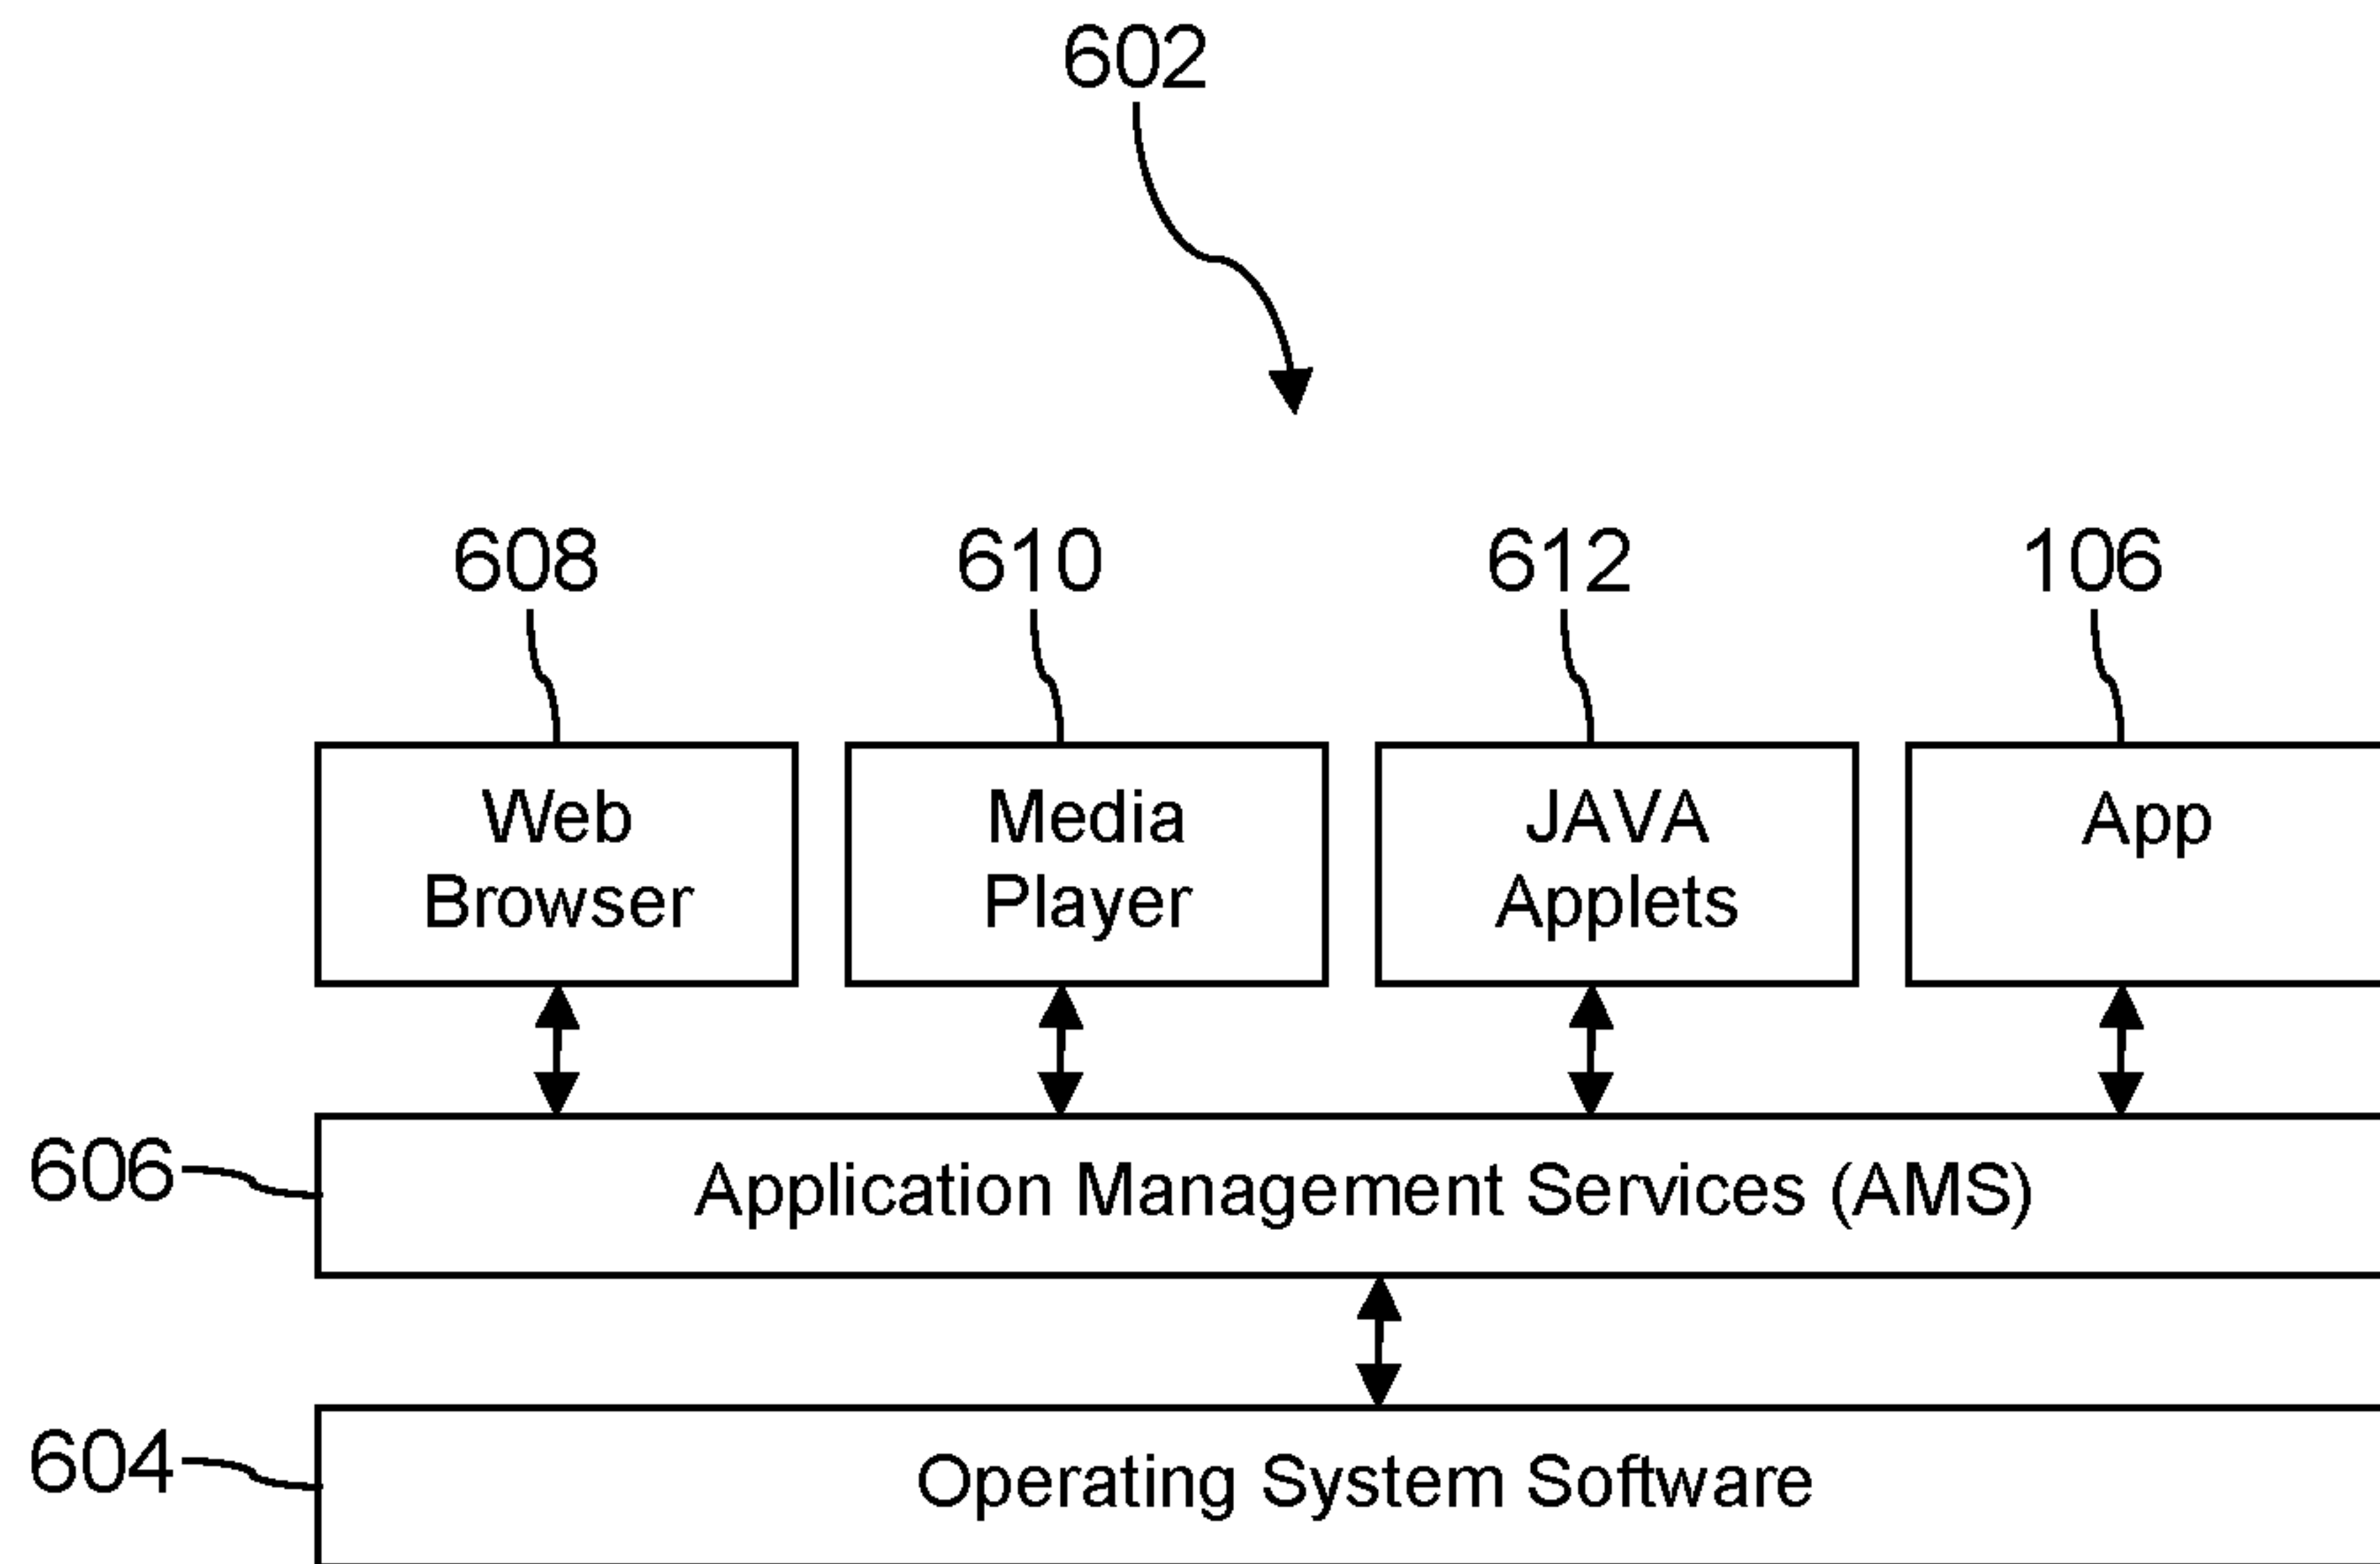 602
608
610
612
106
Web
Browser
Media
Player
JAVA
Applets
App
606
Application Management Services (AMS)
604
Operating System Software